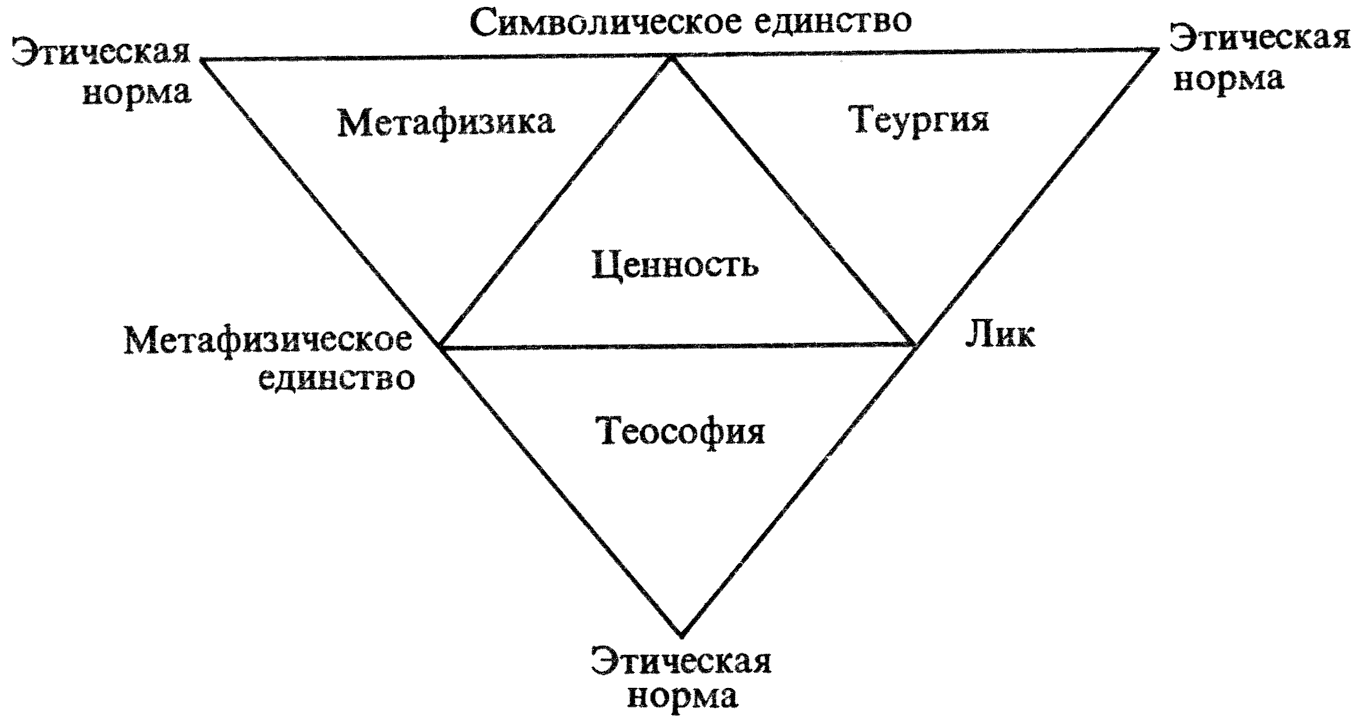 Символическое единство
Этическая
норма
Этическая
норма
Метафизика
Теургия
Ценность
Метафизическое
единство
Лик
Теософия
Этическая
норма